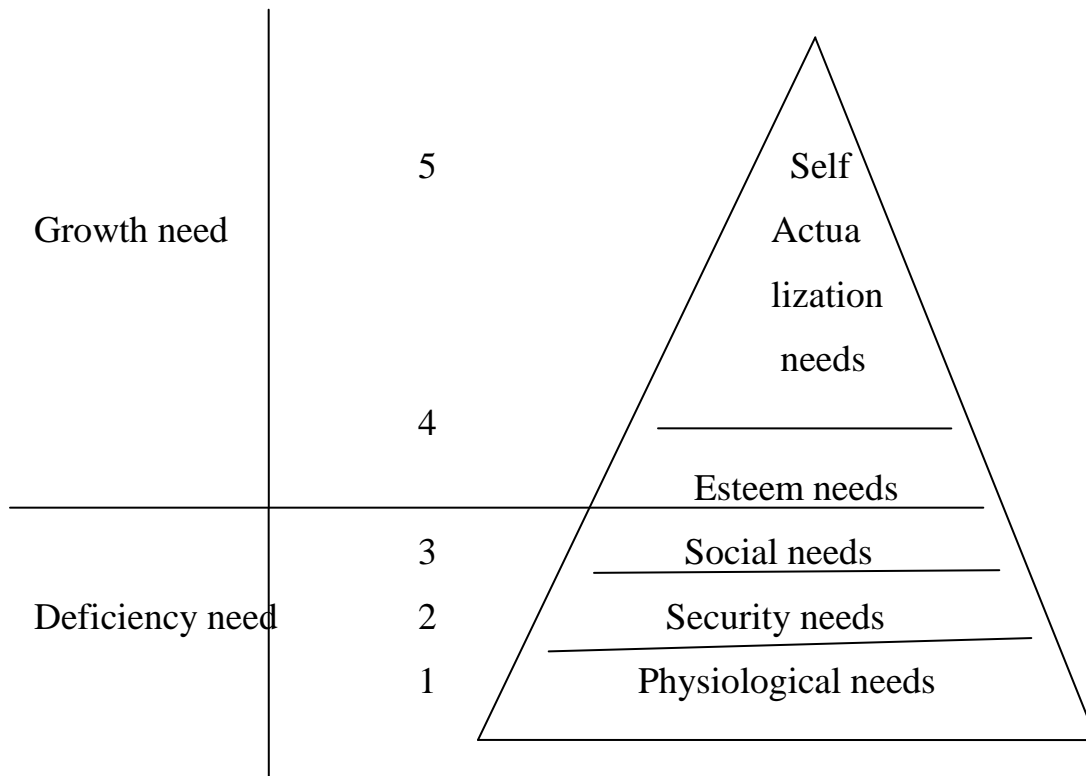 5 Self
Growth need Actua
lization
needs
4
Esteem needs
3 Social needs
Deficiency need 2 Security needs
1 Physiological needs